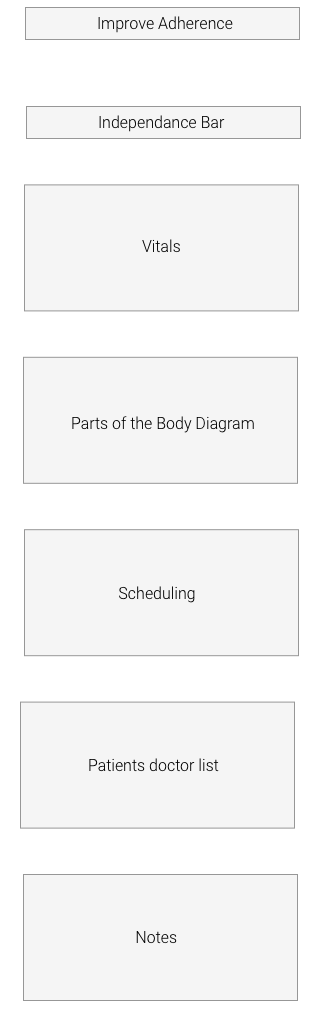 Improve Adherence
Independance Bar
Vitals
Parts of the Body Diagram
Scheduling
Patients doctor list
Notes